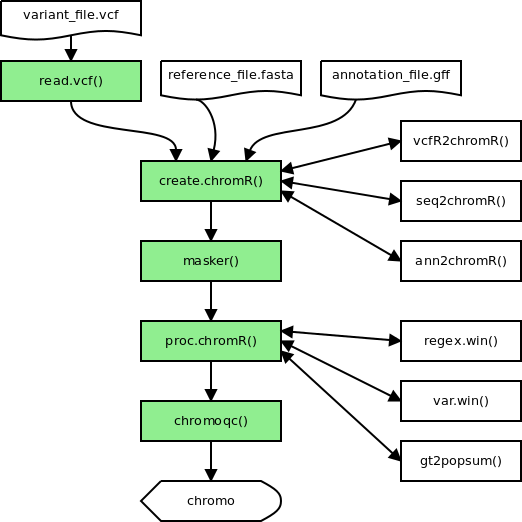 variant_file.vcf
read.vcf()
reference_file.fasta
annotation_file.gff
vcfR2chromR()
create.chromR()
seq2chromR()
masker()
ann2chromR()
proc.chromR()
regex.win()
var.win()
chromoqc()
gt2popsum()
chromo